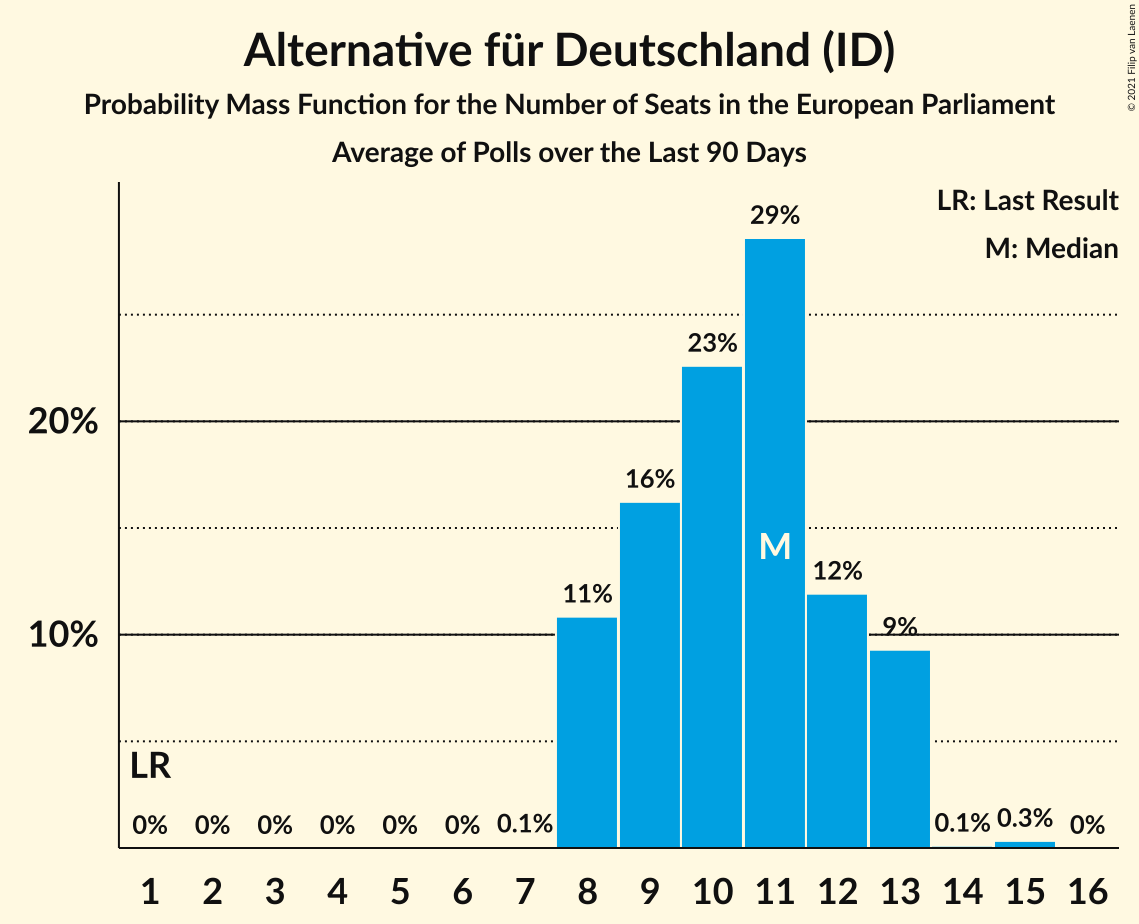 Alternative für Deutschland (ID)
Probability Mass Function for the Number of Seats in the European Parliament
Average of Polls over the Last 90 Days
© 2021 Filip van Laenen
LR: Last Result
M: Median
29%
23%
20%
16%
M
12%
11%
9%
10%
LR
0% 0% 0% 0% 0% 0% 0.1% 0.1% 0.3% 0%
1 2 3 4 5 6 7 8 9 10 11 12 13 14 15 16